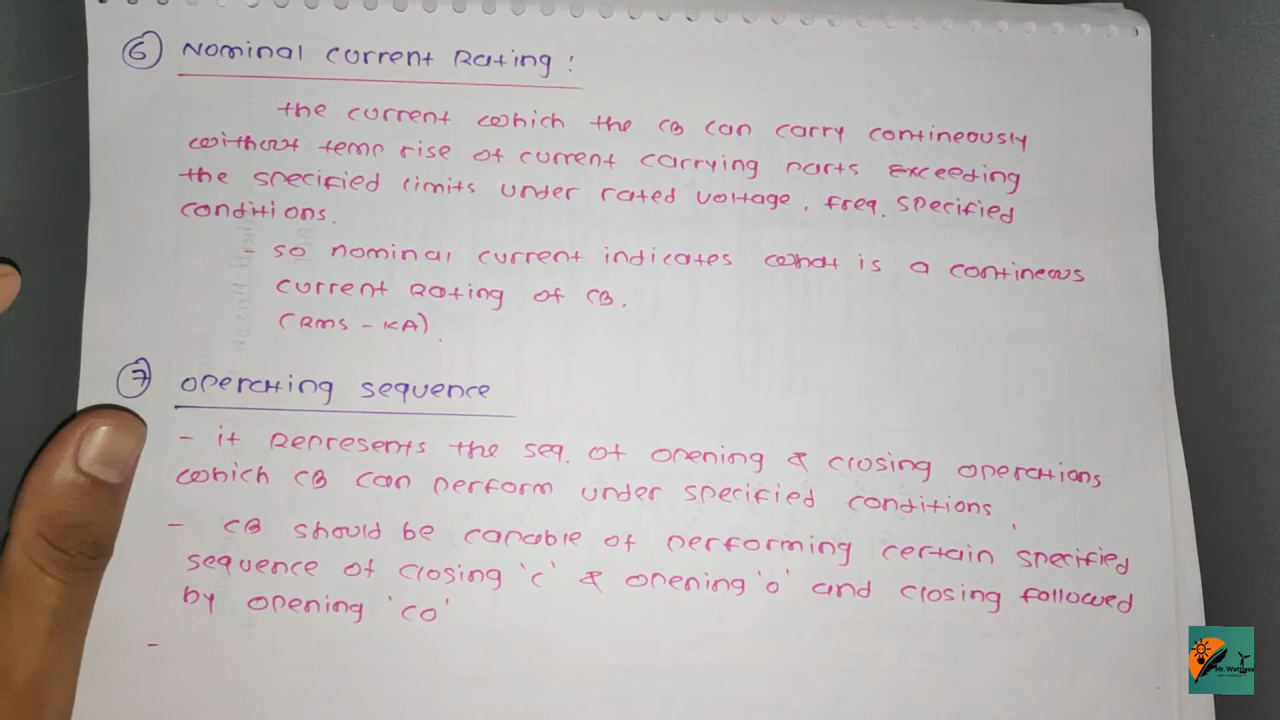 6 Nominal current Rating :
the current which the CB can carry contineously
without temp rise of current carrying parts exceeding
the specified limits under rated voltage, freq. specified
conditions.
- so nominal current indicates what is a contineous
current Rating of CB.
(RMS - KA).
7 operating sequence
- it Represents the seq. of opening & closing operations
which CB can perform under specified conditions,
- CB should be capable of performing certain specified
sequence of closing 'c' & opening 'o' and closing followed
by opening 'co'
-